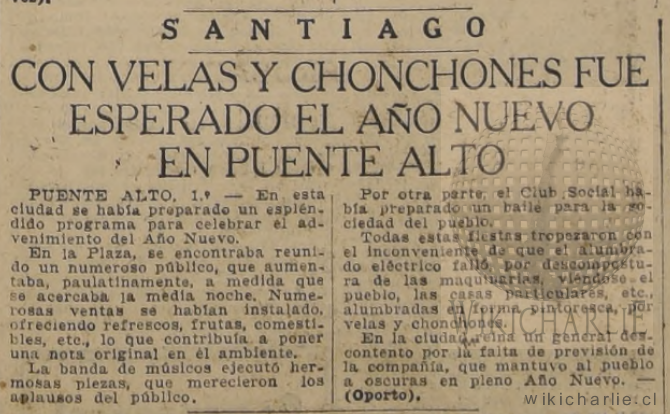 SANTIAGO
CON VELAS Y CHONCHONES FUE
ESPERADO EL AÑO NUEVO
EN PUENTE ALTO
PUENTE ALTO, 1.º — En esta
ciudad se había preparado un esplén-
dido programa para celebrar el ad-
venimiento del Año Nuevo.
En la Plaza, se encontraba reuni-
do un numeroso público, que aumen-
taba, paulatinamente, a medida que
se acercaba la media noche. Nume-
rosas ventas se habían instalado,
ofreciendo refrescos, frutas, comesti-
bles, etc., lo que contribuía a poner
una nota original en el ambiente.
La banda de músicos ejecutó her-
mosas piezas, que merecieron los
aplausos del público.
Por otra parte, el Club Social ha-
bía preparado un baile para la so-
ciedad del pueblo.
Todas estas fiestas tropezaron con
el inconveniente de que el alumbra-
do eléctrico falló, por descompostu-
ra de las maquinarias, viéndose el
pueblo, las casas particulares, etc.,
alumbradas en forma pintoresca, por
velas y chonchones.
En la ciudad reina un general des-
contento por la falta de previsión de
la compañía, que mantuvo al pueblo
a oscuras en pleno Año Nuevo. —
(Oporto).
WIKICHARLIE
wikicharlie.cl